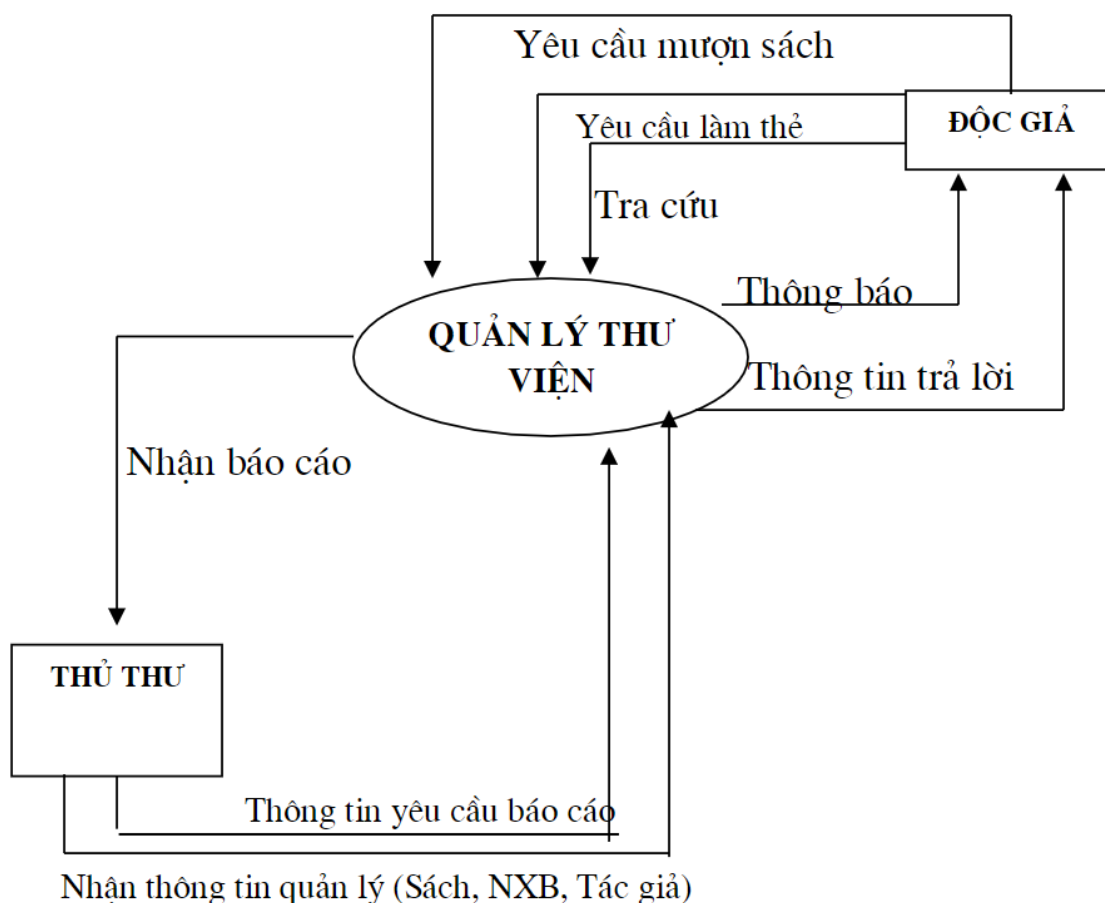 Yêu cầu mượn sách
ĐỘC GIẢ
Yêu cầu làm thẻ
Tra cứu
Thông báo
QUẢN LÝ THƯ
VIỆN
Thông tin trả lời
Nhận báo cáo
THỦ THƯ
Thông tin yêu cầu báo cáo
Nhận thông tin quản lý (Sách, NXB, Tác giả)